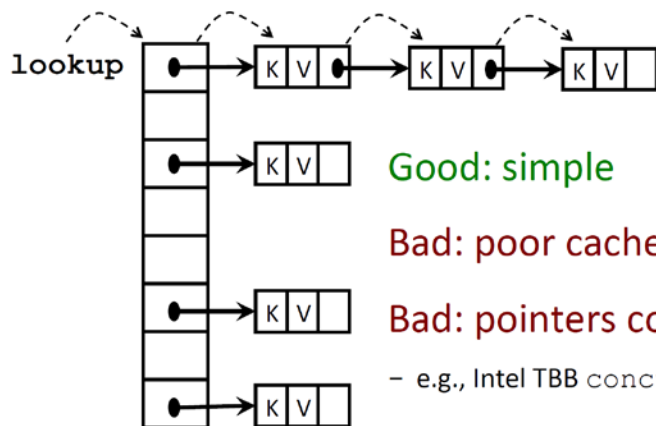 lookup
K V K V K V
K V
Good: simple
Bad: poor cache
Bad: pointers co
K V
– e.g., Intel TBB conc
K V